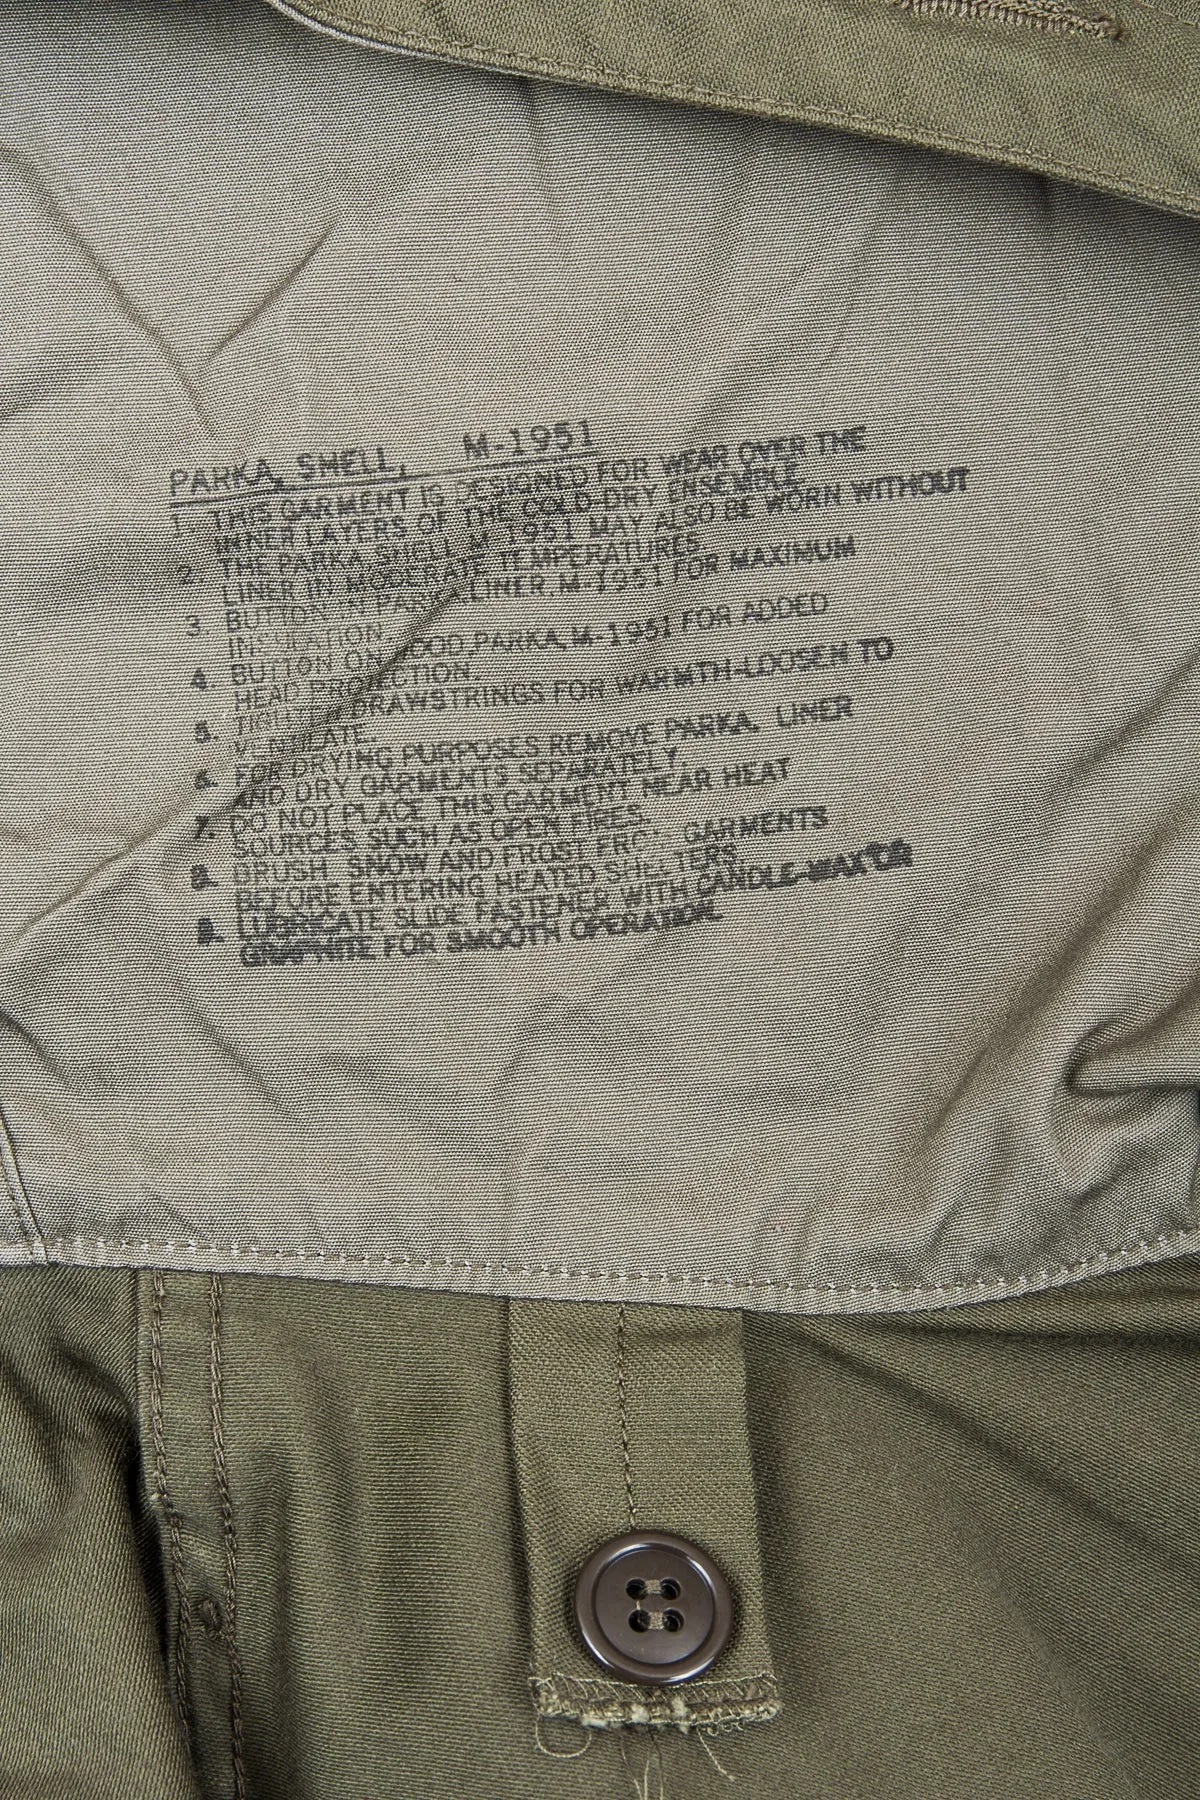 PARKA, SHELL, M-1951
1. THIS GARMENT IS DESIGNED FOR WEAR OVER THE
INNER LAYERS OF THE COLD-DRY ENSEMBLE
2. THE PARKA, SHELL M-1951 MAY ALSO BE WORN WITHOUT
LINER IN MODERATE TEMPERATURES.
3. BUTTON IN PARKA, LINER, M-1951 FOR MAXIMUM
INSULATION.
4. BUTTON ON HOOD, PARKA, M-1951 FOR ADDED
HEAD PROTECTION.
5. TIGHTEN DRAWSTRINGS FOR WARMTH-LOOSEN TO
VENTILATE.
6. FOR DRYING PURPOSES REMOVE PARKA, LINER
AND DRY GARMENTS SEPARATELY.
7. DO NOT PLACE THIS GARMENT NEAR HEAT
SOURCES SUCH AS OPEN FIRES.
8. BRUSH SNOW AND FROST FROM GARMENTS
BEFORE ENTERING HEATED SHELTERS
9. LUBRICATE SLIDE FASTENER WITH CANDLE-WAX OR
GRAPHITE FOR SMOOTH OPERATION.